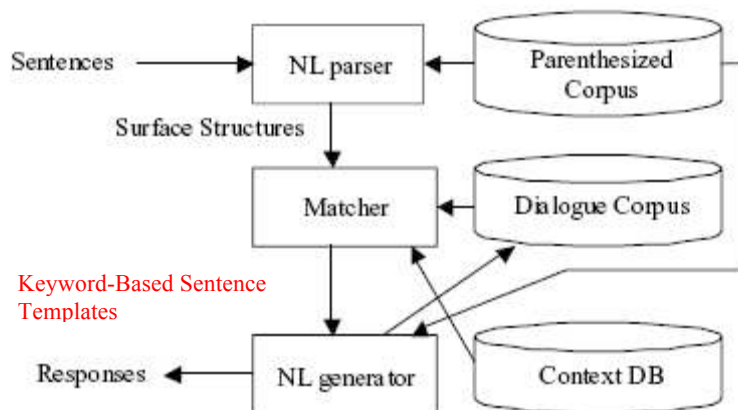 Sentences
NL parser
Parenthesized
Corpus
Surface Structures
Matcher
Dialogue Corpus
Keyword-Based Sentence
Templates
Responses
NL generator
Context DB